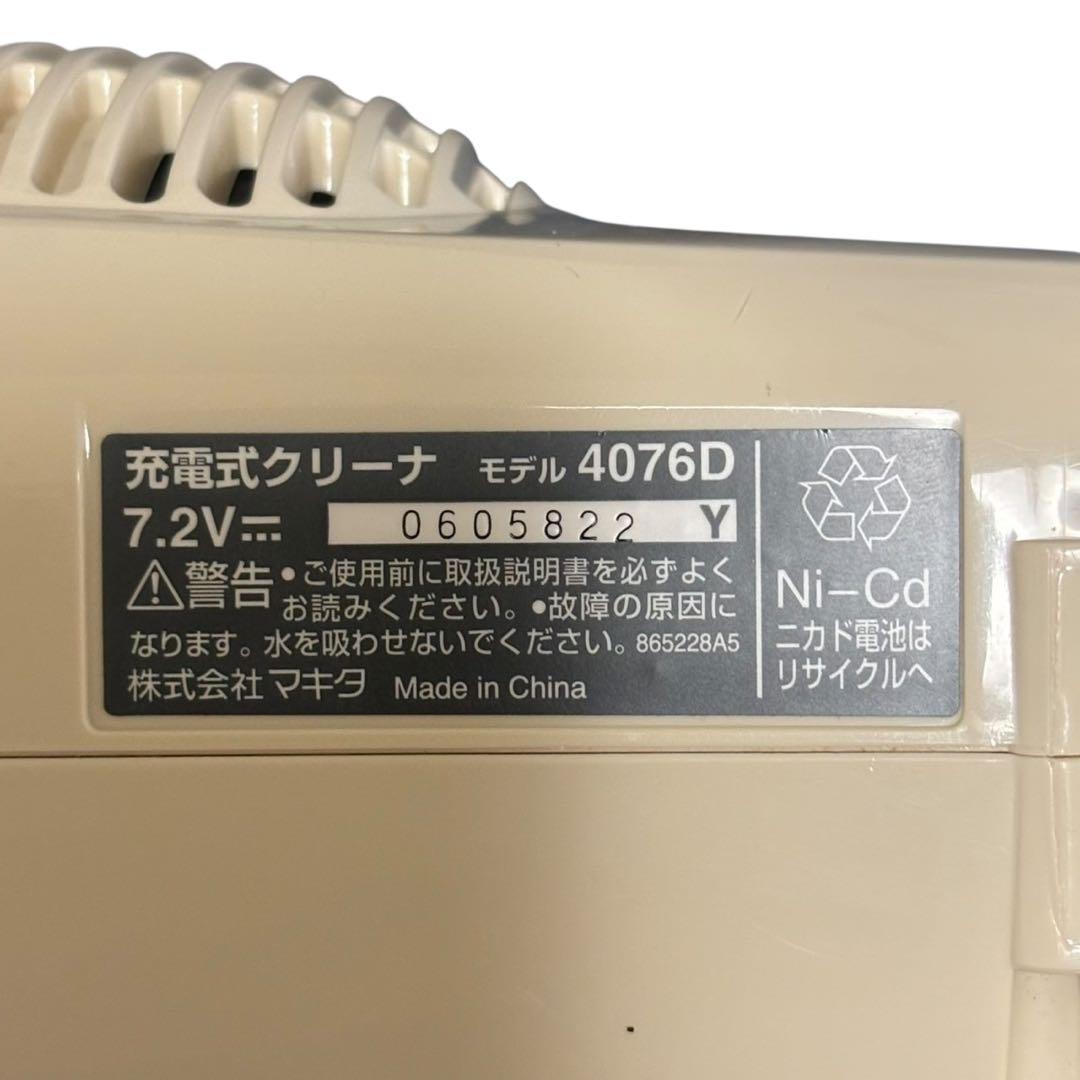 充電式クリーナ モデル 4076D
7.2V⎓ 0605822 Y
⚠警告 •ご使用前に取扱説明書を必ずよく
お読みください。•故障の原因に
なります。水を吸わせないでください。865228A5
株式会社マキタ Made in China
Ni-Cd
ニカド電池は
リサイクルへ